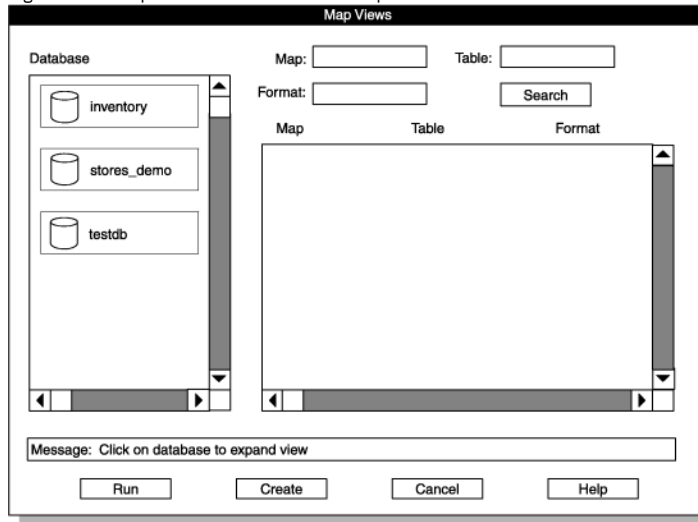 Map Views
Database
Map:
Table:
Format:
Search
Map Table Format
inventory
stores_demo
testdb
Message: Click on database to expand view
Run Create Cancel Help